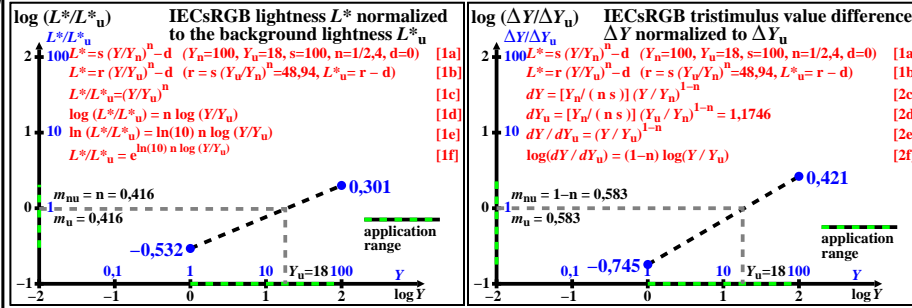 log (L*/L*u)
IECsRGB lightness L* normalized
to the background lightness L*u
L*/L*u
100 L*=s (Y/Yn)^n−d (Yn=100, Yu=18, s=100, n=1/2,4, d=0) [1a]
L*=r (Y/Yu)^n−d (r=s (Yu/Yn)^n=48,94, L*u=r−d) [1b]
L*/L*u=(Y/Yu)^n [1c]
log (L*/L*u) = n log (Y/Yu) [1d]
1 10 ln (L*/L*u) = ln(10) n log (Y/Yu) [1e]
L*/L*u = e^ln(10) n log (Y/Yu) [1f]
2
0,301
mnu = n = 0,416
0 1
mu = 0,416
−0,532
application
range
0,1 1 10 Yu=18 100 Y
−1
−2 −1 0 1 2 log Y
log (ΔY/ΔYu)
IECsRGB tristimulus value difference
ΔY normalized to ΔYu
ΔY/ΔYu
100 L*=s (Y/Yn)^n−d (Yn=100, Yu=18, s=100, n=1/2,4, d=0) [1a
L*=r (Y/Yu)^n−d (r=s (Yu/Yn)^n=48,94, L*u=r−d) [1b
dY = [Yn/ ( n s) ] (Y / Yn)^1−n [2c
dYu = [Yn/ ( n s) ] (Yu / Yn)^1−n = 1,1746 [2d
1 10 dY / dYu = (Y / Yu)^1−n [2e
log(dY / dYu) = (1−n) log(Y / Yu) [2f
2
0,421
mnu = 1−n = 0,583
0 1
mu = 0,583
−0,745
application
range
0,1 1 10 Yu=18 100 Y
−1
−2 −1 0 1 2 log Y